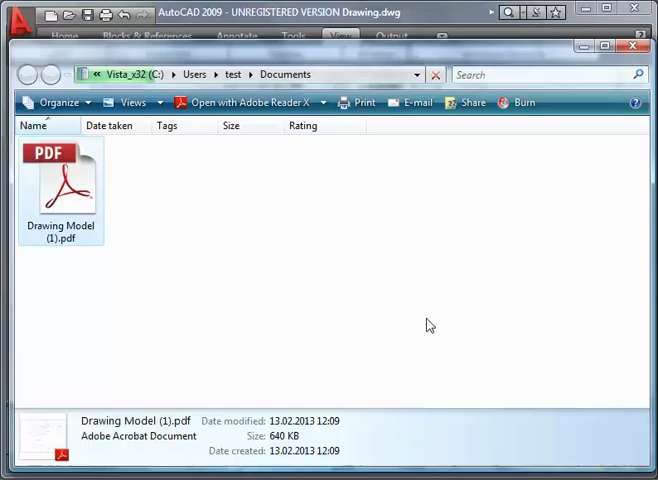 AutoCAD 2009 - UNREGISTERED VERSION Drawing.dwg
Home Blocks & References Annotate Tools View Output
« Vista_x32 (C:) Users test Documents Search
Organize Views Open with Adobe Reader X Print E-mail Share Burn
Name Date taken Tags Size Rating
PDF
Drawing Model
(1).pdf
Drawing Model (1).pdf Date modified: 13.02.2013 12:09
Adobe Acrobat Document Size: 640 KB
Date created: 13.02.2013 12:09